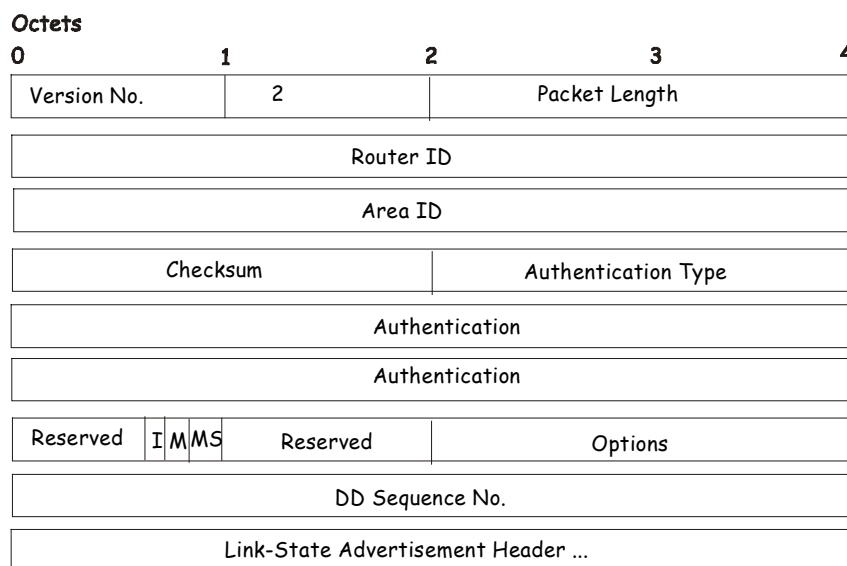 Octets
0 1 2 3 4
Version No. 2 Packet Length
Router ID
Area ID
Checksum Authentication Type
Authentication
Authentication
Reserved I M MS Reserved Options
DD Sequence No.
Link-State Advertisement Header ...